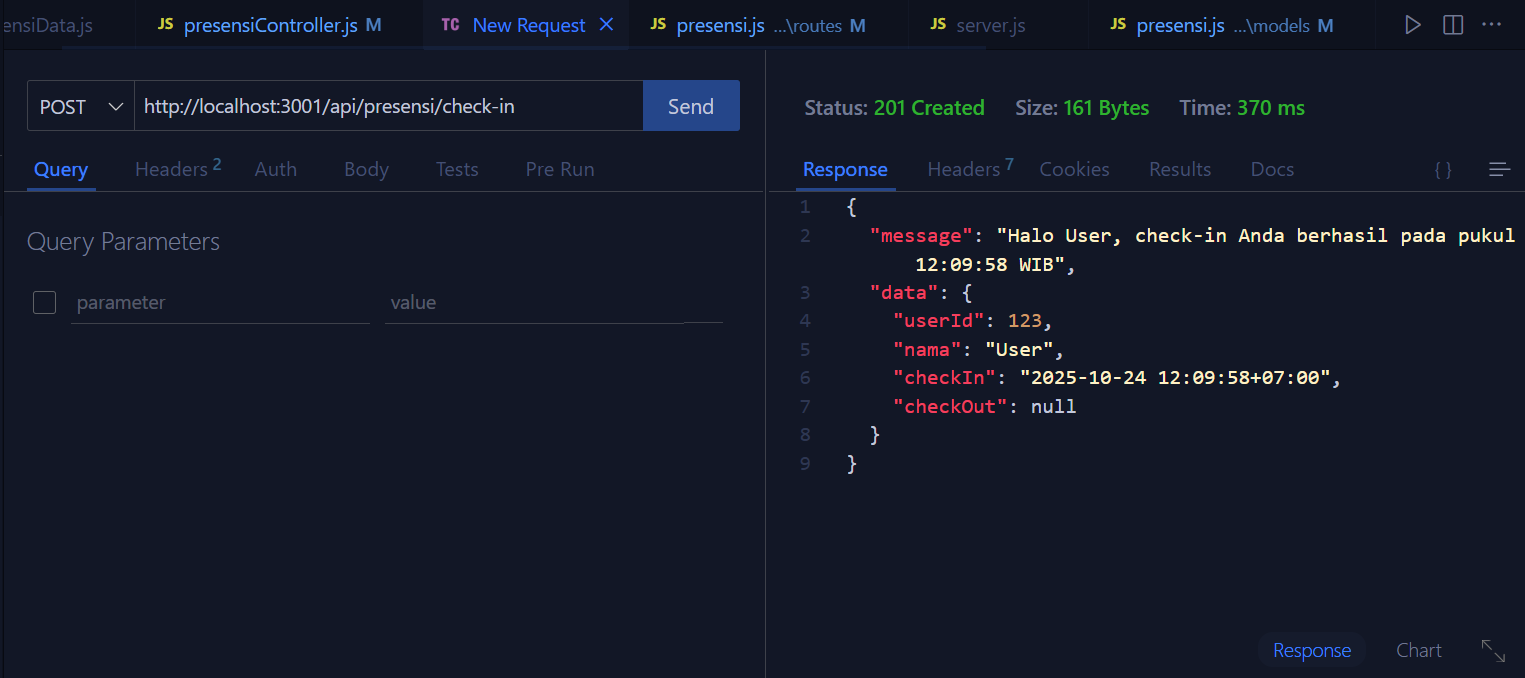 ensiData.js JS presensiController.js M TC New Request JS presensi.js ...\routes M JS server.js JS presensi.js ...\models M ...
POST http://localhost:3001/api/presensi/check-in Send
Query Headers 2 Auth Body Tests Pre Run
Query Parameters
parameter value
Status: 201 Created Size: 161 Bytes Time: 370 ms
Response Headers 7 Cookies Results Docs { }
1 {
2 "message": "Halo User, check-in Anda berhasil pada pukul
12:09:58 WIB",
3 "data": {
4 "userId": 123,
5 "nama": "User",
6 "checkIn": "2025-10-24 12:09:58+07:00",
7 "checkOut": null
8 }
9 }
Response Chart